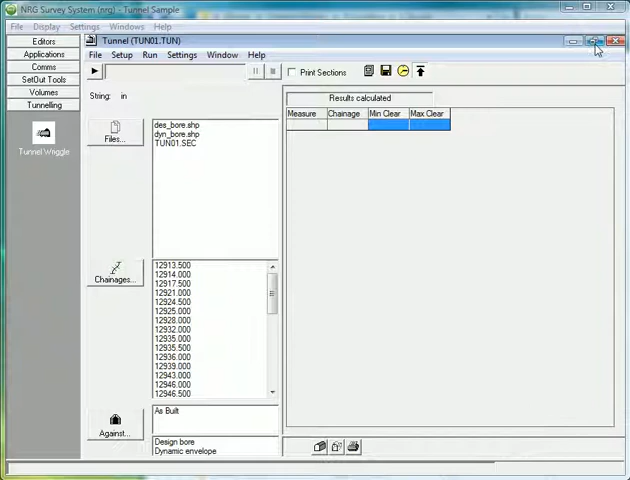 NRG Survey System (nrg) - Tunnel Sample
File Display Settings Windows Help
Editors
Applications
Comms
SetOut Tools
Volumes
Tunnelling
Tunnel Wriggle
Tunnel (TUN01.TUN)
File Setup Run Settings Window Help
Print Sections
String: in
Files...
des_bore.shp
dyn_bore.shp
TUN01.SEC
Chainages...
12913.500
12914.000
12917.500
12921.000
12924.500
12925.000
12928.000
12932.000
12935.000
12935.500
12936.000
12939.000
12943.000
12946.000
12946.500
Against...
As Built
Design bore
Dynamic envelope
Results calculated
Measure Chainage Min Clear Max Clear